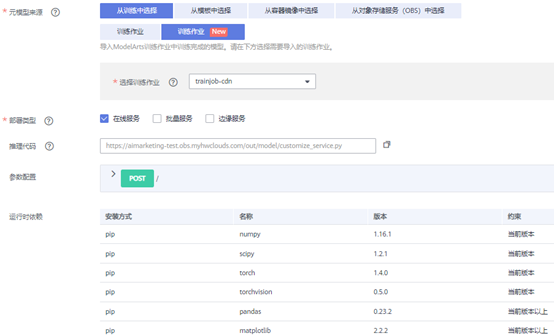 * 元模型来源 ? 从训练中选择 从模板中选择 从容器镜像中选择 从对象存储服务（OBS）中选择
训练作业 训练作业 New
导入ModelArts训练作业中训练完成的模型。请在下方选择需要导入的训练作业。
* 选择训练作业 ? trainjob-cdn
* 部署类型 ? 在线服务 批量服务 边缘服务
推理代码 ? https://aimarketing-test.obs.myhwclouds.com/out/model/customize_service.py
参数配置 POST /
运行时依赖 安装方式 名称 版本 约束
pip numpy 1.16.1 当前版本
pip scipy 1.2.1 当前版本
pip torch 1.4.0 当前版本
pip torchvision 0.5.0 当前版本
pip pandas 0.23.2 当前版本以上
pip matplotlib 2.2.2 当前版本以上